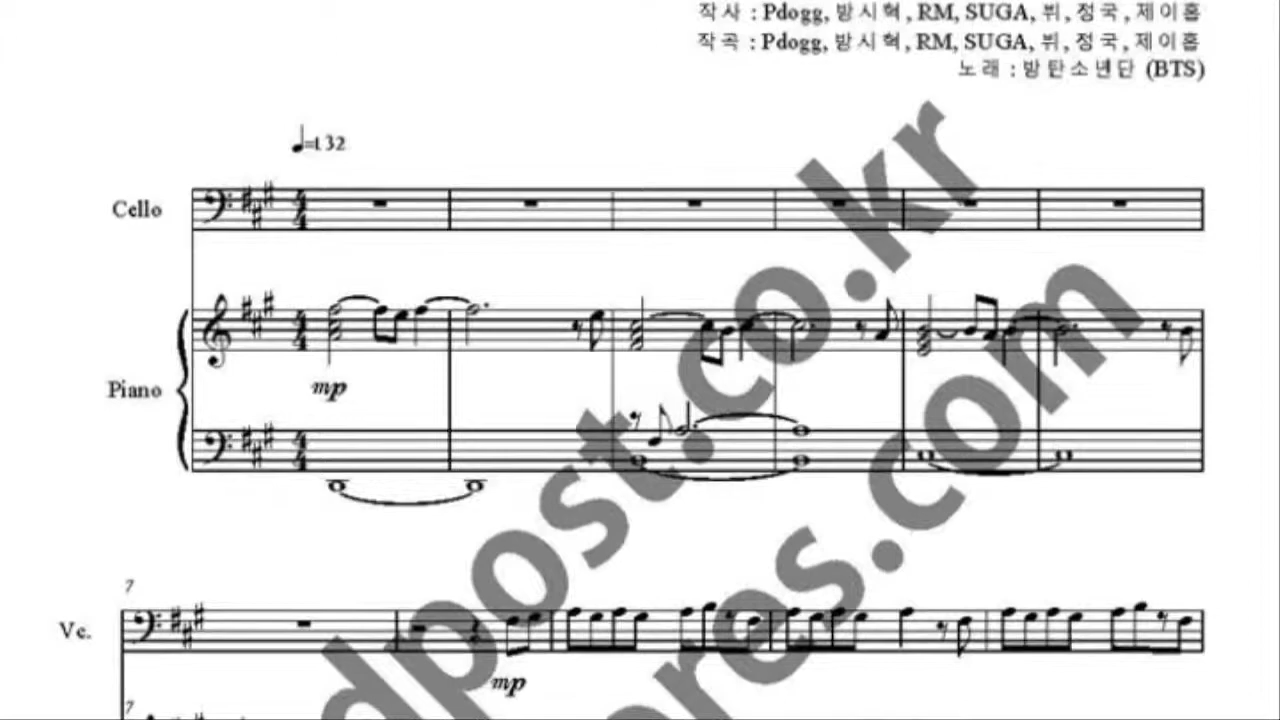 작사 : Pdogg, 방시혁, RM, SUGA, 뷔, 정국, 제이홉
작곡 : Pdogg, 방시혁, RM, SUGA, 뷔, 정국, 제이홉
노래 : 방탄소년단 (BTS)
♩=132
Cello
mp
Piano
7
Vc.
mp
7
dpost.co.kr
res.com